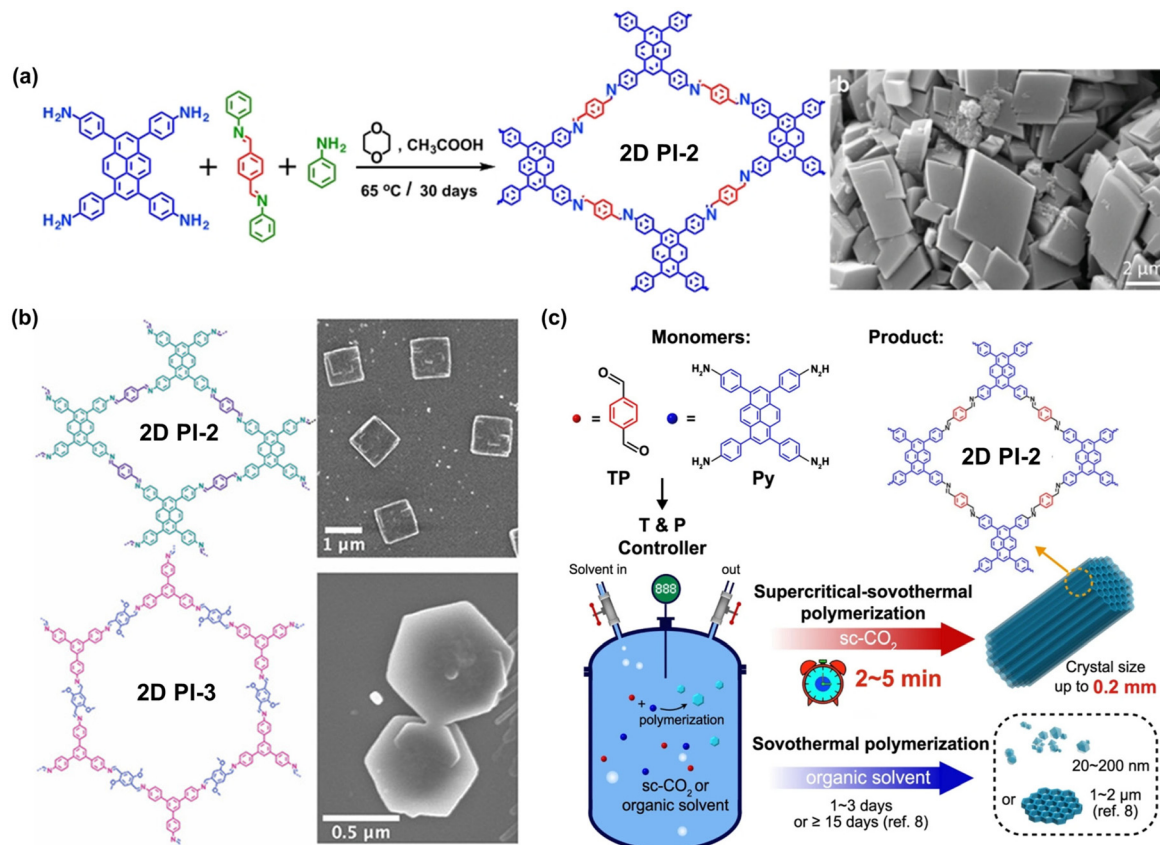 (a)
NH2
H2N
H2N
NH2
+
N
N
+
NH2
O
O
, CH3COOH
65 °C / 30 days
2D PI-2
N
N
N
N
N
N
N
N
b
2 µm
(b)
2D PI-2
1 µm
2D PI-3
0.5 µm
(c)
Monomers:
Product:
O
O
=
TP
=
H2N
N2H
H2N
N2H
Py
2D PI-2
T & P
Controller
Solvent in
out
888
+
polymerization
sc-CO2 or
organic solvent
Supercritical-sovothermal
polymerization
sc-CO2
2~5 min
Crystal size
up to 0.2 mm
Sovothermal polymerization
organic solvent
1~3 days
or ≥ 15 days (ref. 8)
20~200 nm
or
1~2 µm
(ref. 8)